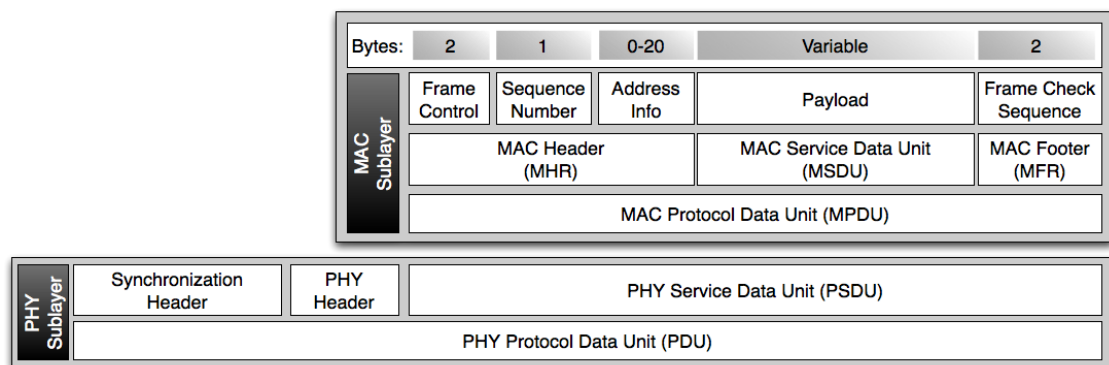 Bytes: 2 1 0-20 Variable 2
MAC
Sublayer
Frame
Control
Sequence
Number
Address
Info
Payload
Frame Check
Sequence
MAC Header
(MHR)
MAC Service Data Unit
(MSDU)
MAC Footer
(MFR)
MAC Protocol Data Unit (MPDU)
PHY
Sublayer
Synchronization
Header
PHY
Header
PHY Service Data Unit (PSDU)
PHY Protocol Data Unit (PDU)